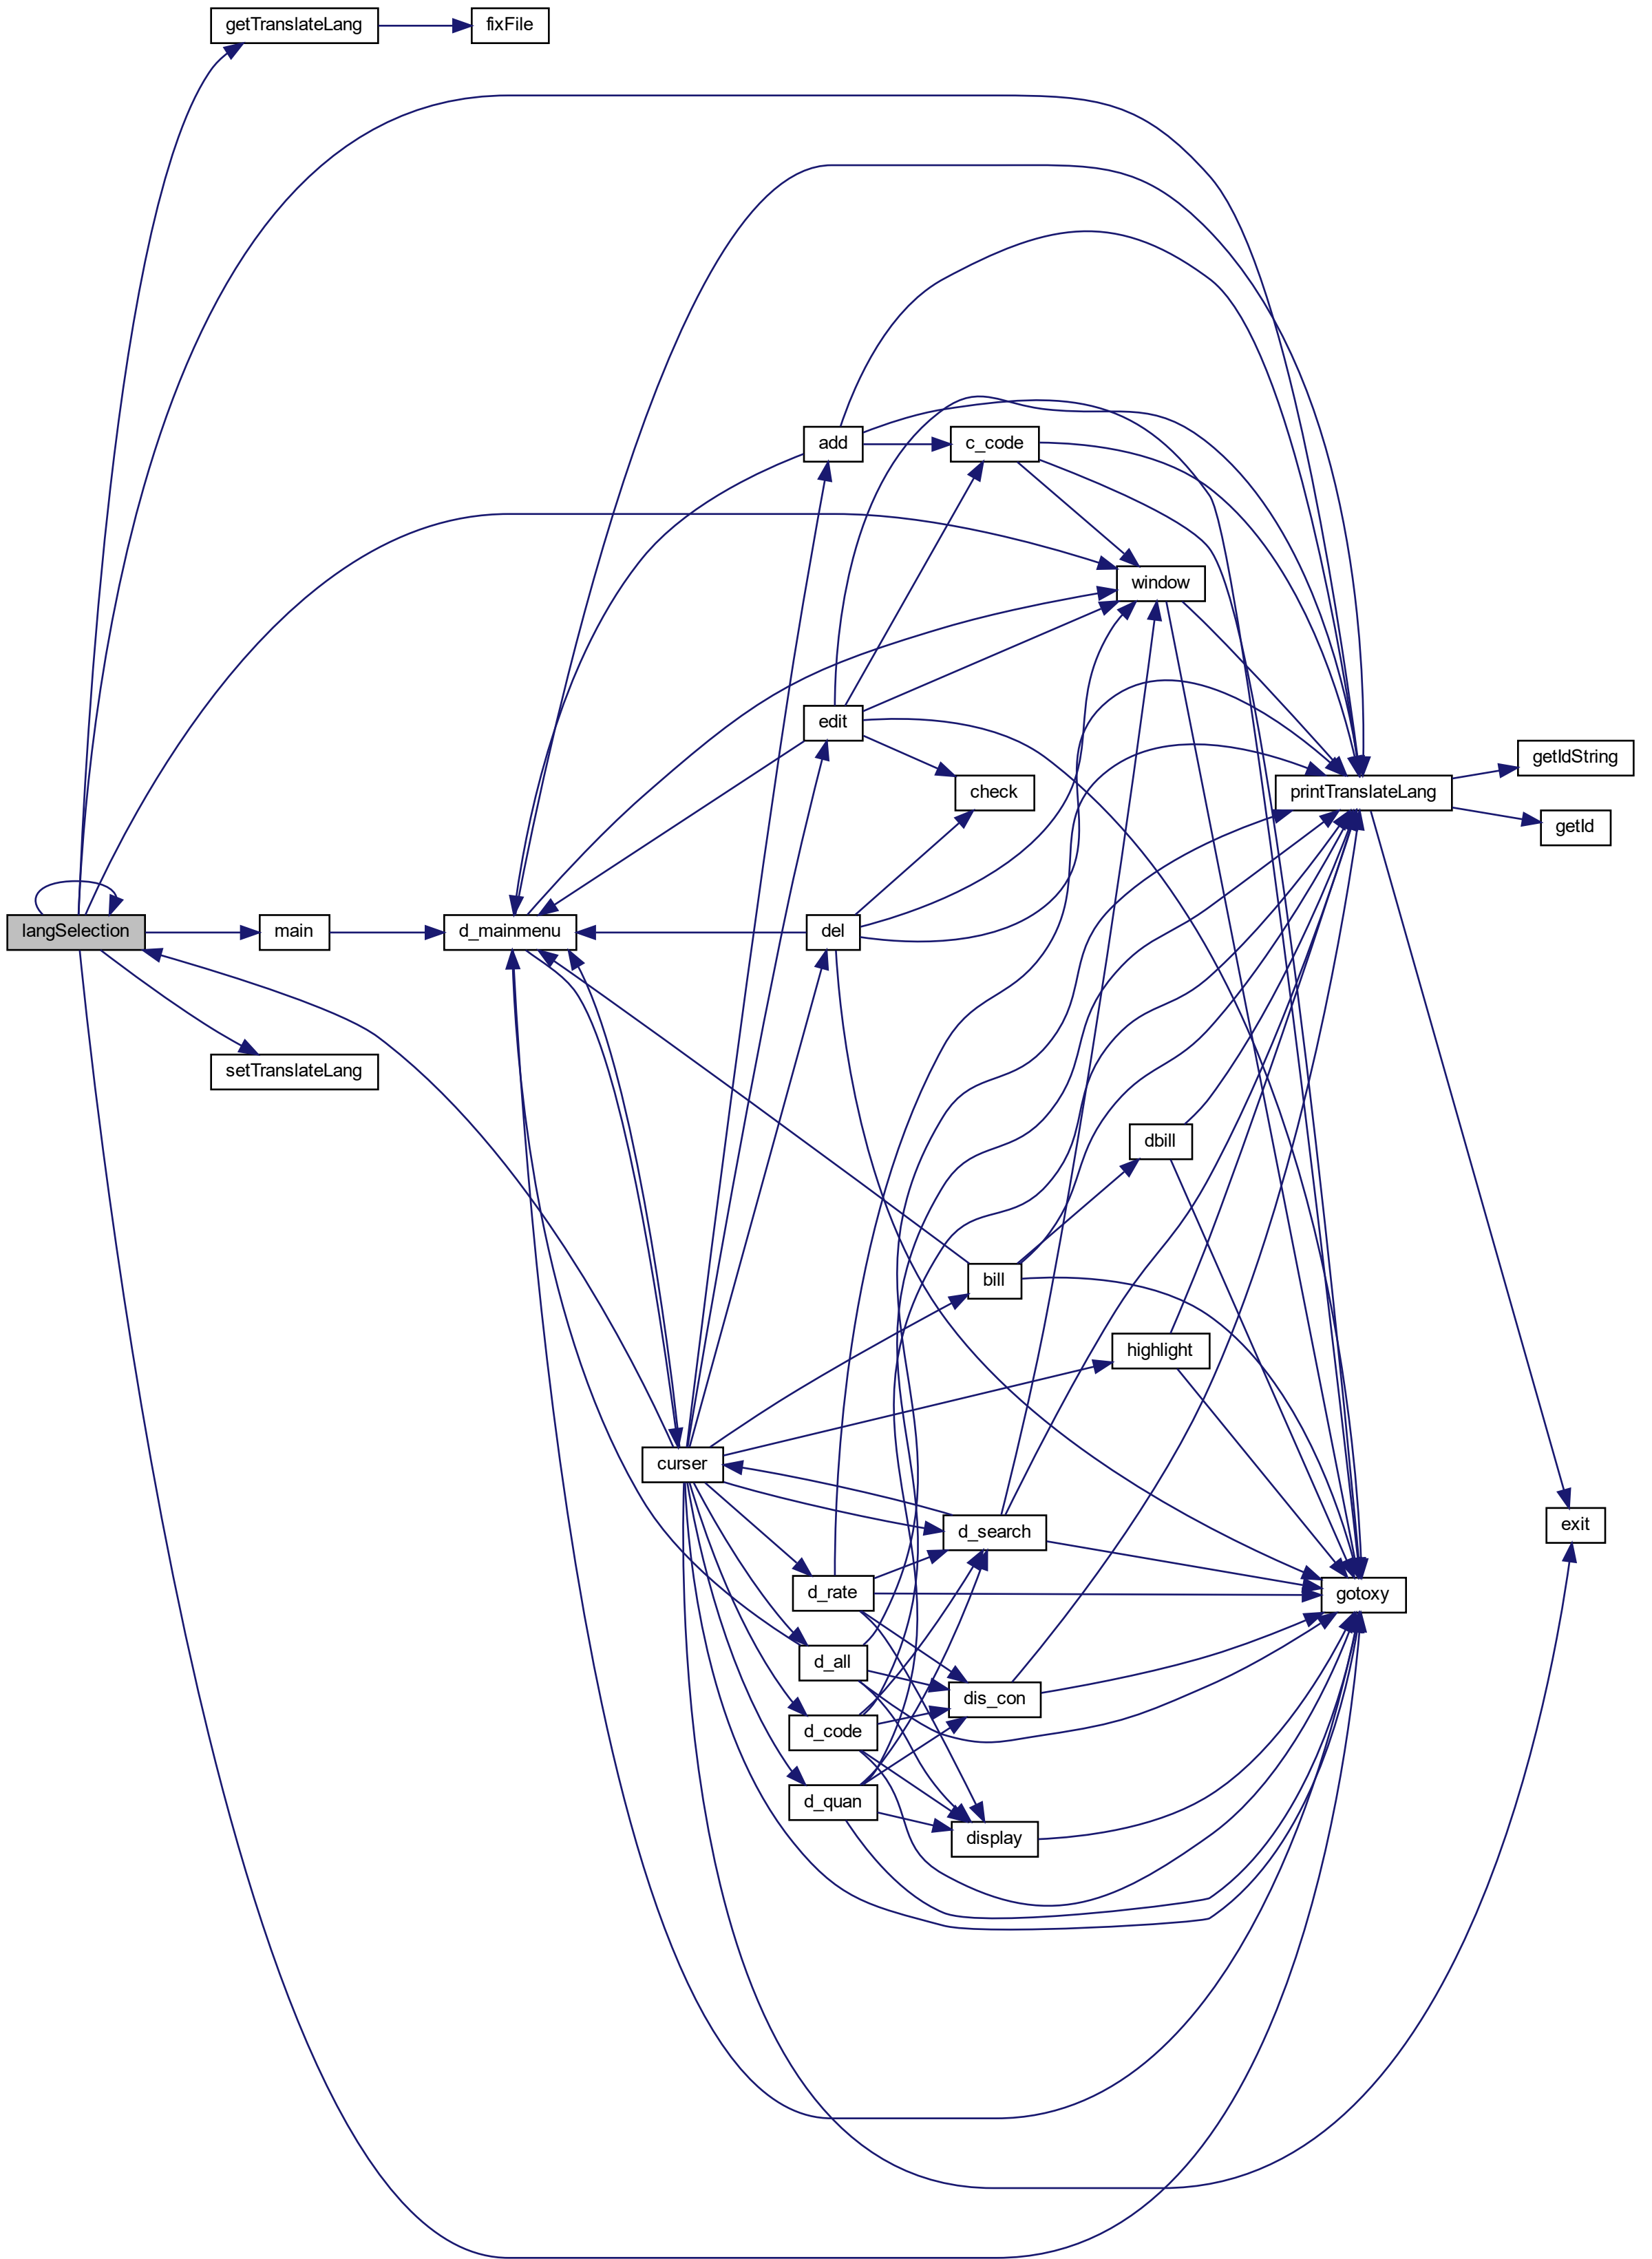 getTranslateLang
fixFile
add
c_code
window
edit
printTranslateLang
getIdString
check
getId
langSelection
main
d_mainmenu
del
setTranslateLang
dbill
bill
highlight
curser
d_search
exit
d_rate
gotoxy
d_all
dis_con
d_code
d_quan
display